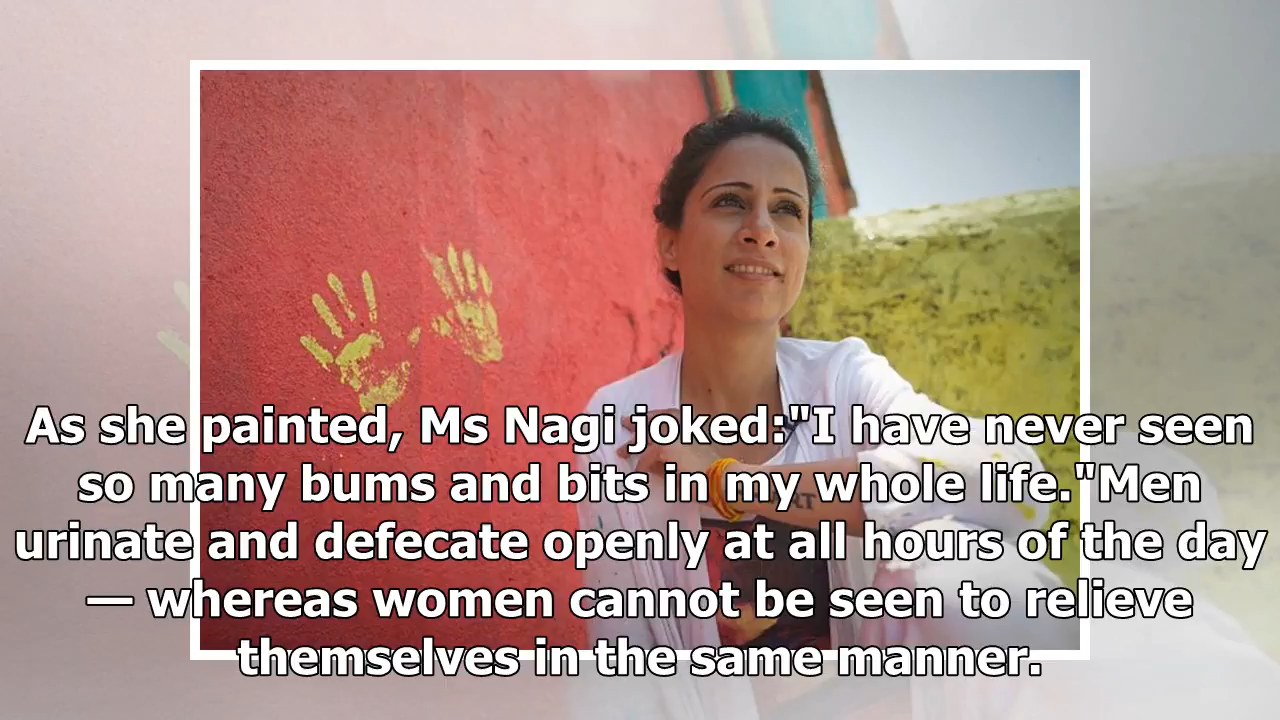 As she painted, Ms Nagi joked:"I have never seen
so many bums and bits in my whole life."Men
urinate and defecate openly at all hours of the day
— whereas women cannot be seen to relieve
themselves in the same manner.